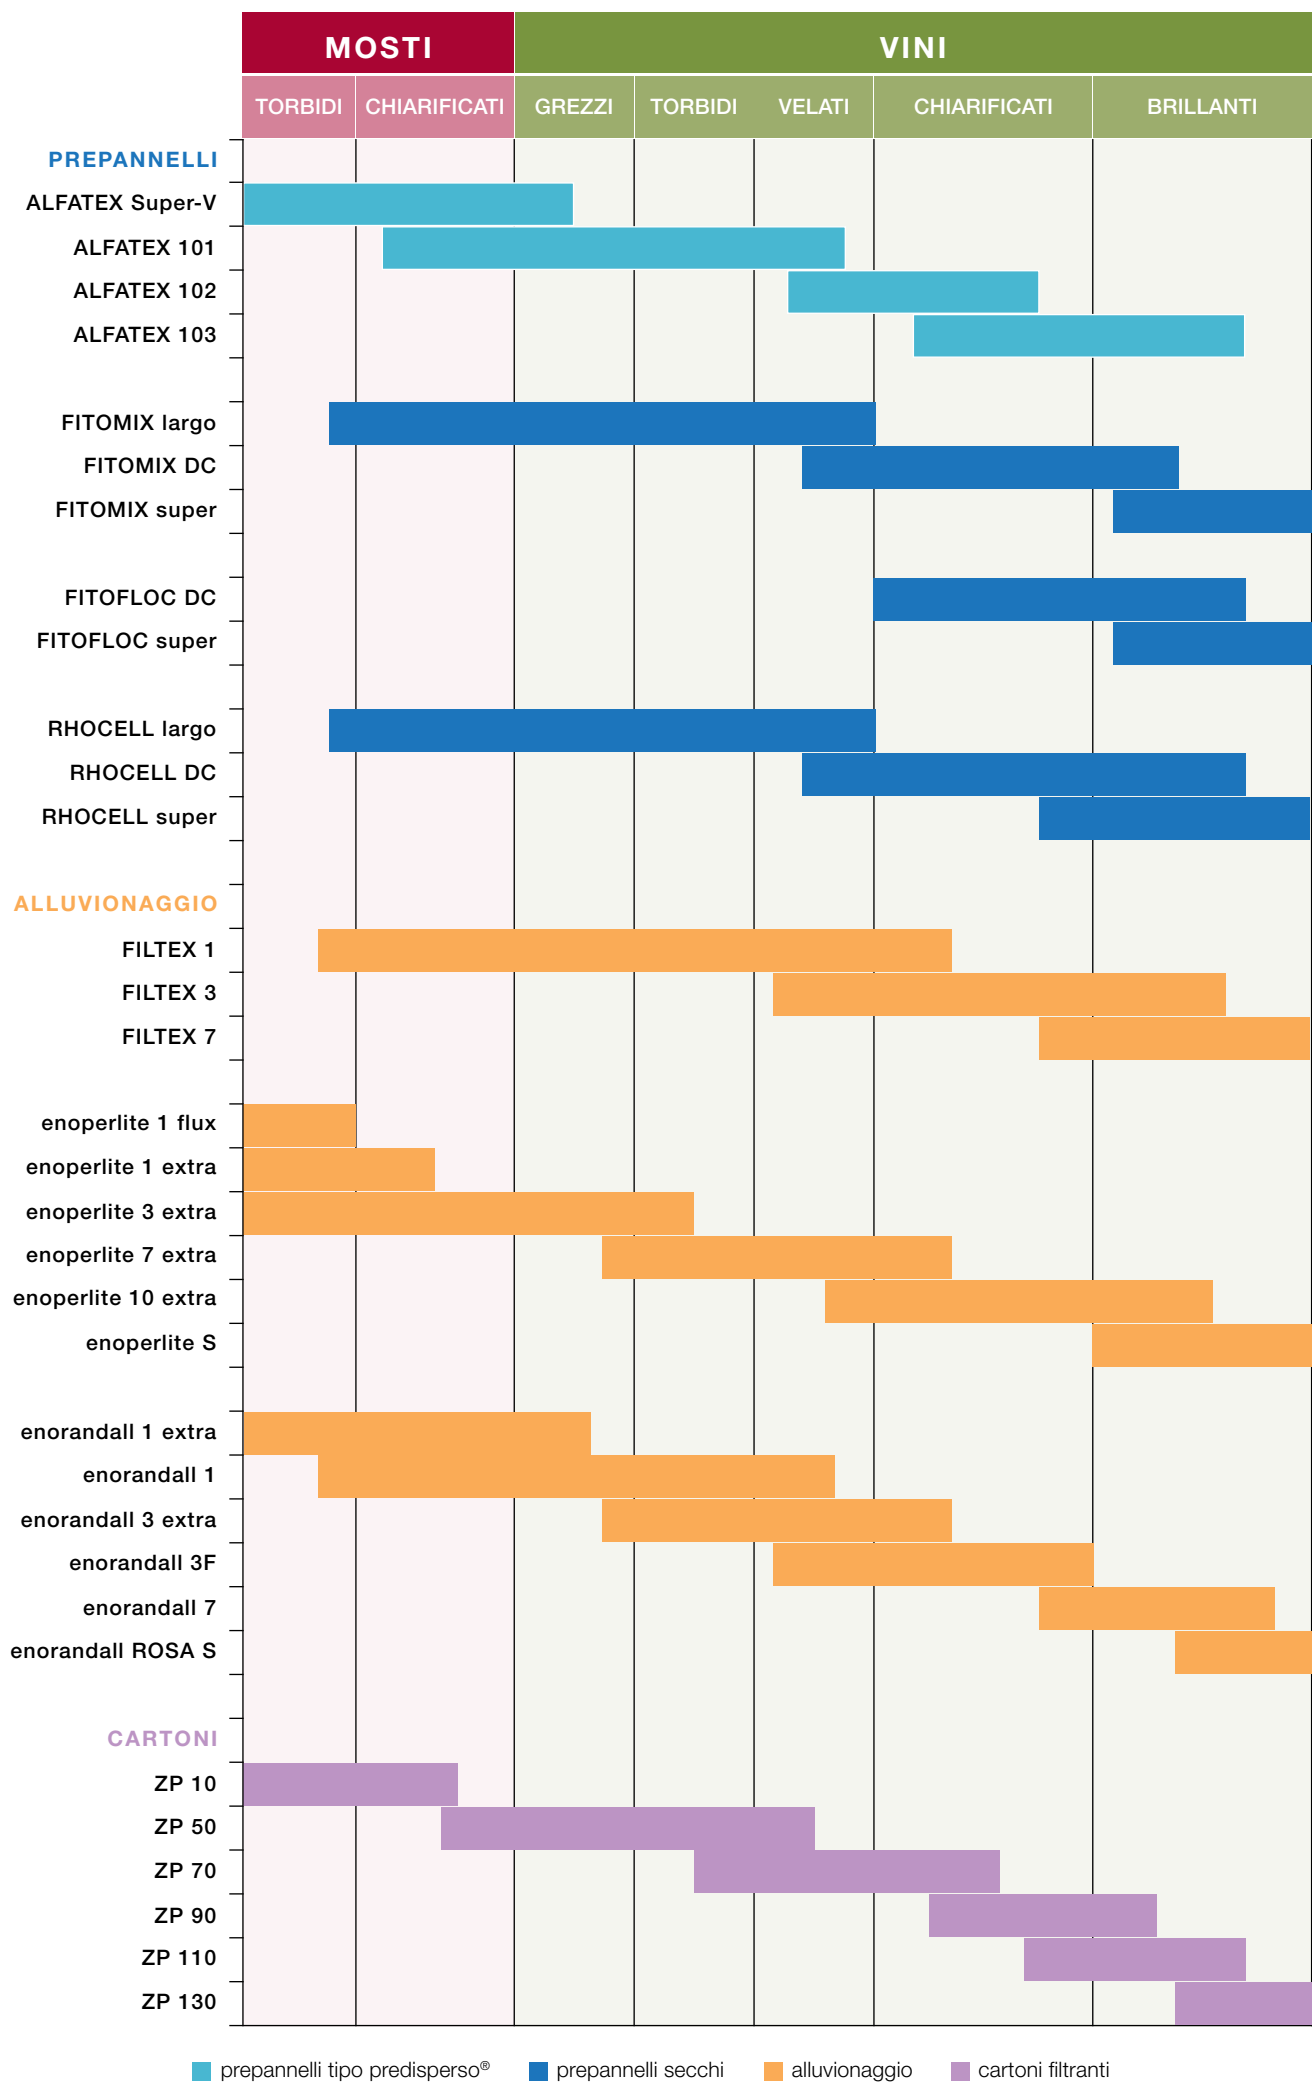 MOSTI VINI
TORBIDI CHIARIFICATI GREZZI TORBIDI VELATI CHIARIFICATI BRILLANTI
PREPANNELLI
ALFATEX Super-V
ALFATEX 101
ALFATEX 102
ALFATEX 103
FITOMIX largo
FITOMIX DC
FITOMIX super
FITOFLOC DC
FITOFLOC super
RHOCELL largo
RHOCELL DC
RHOCELL super
ALLUVIONAGGIO
FILTEX 1
FILTEX 3
FILTEX 7
enoperlite 1 flux
enoperlite 1 extra
enoperlite 3 extra
enoperlite 7 extra
enoperlite 10 extra
enoperlite S
enorandall 1 extra
enorandall 1
enorandall 3 extra
enorandall 3F
enorandall 7
enorandall ROSA S
CARTONI
ZP 10
ZP 50
ZP 70
ZP 90
ZP 110
ZP 130
prepannelli tipo predisperso® prepannelli secchi alluvionaggio cartoni filtranti